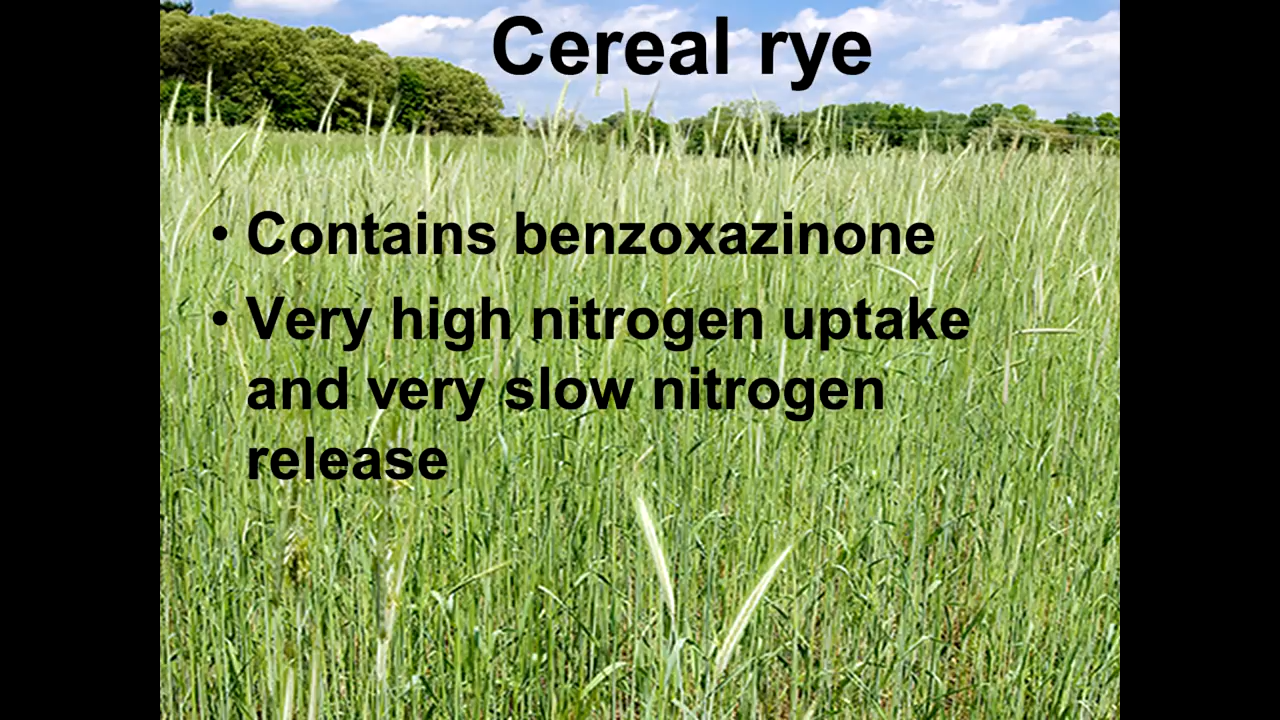 Cereal rye
• Contains benzoxazinone
• Very high nitrogen uptake
and very slow nitrogen
release